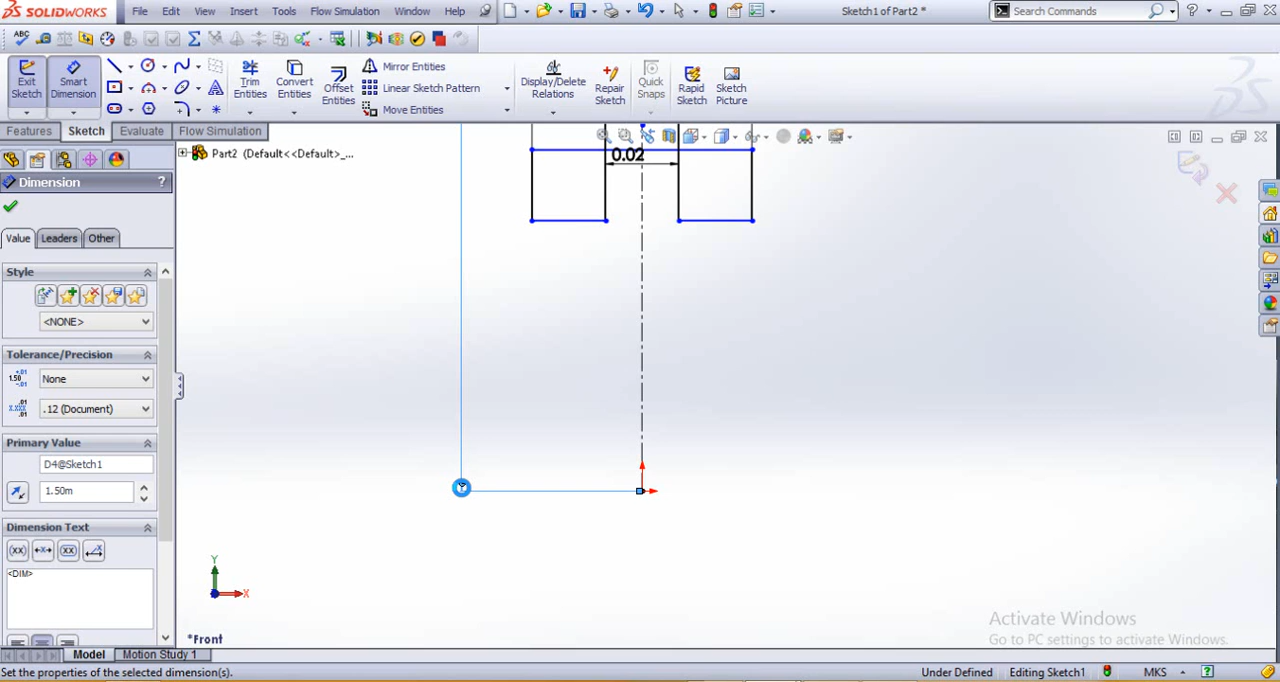 SOLIDWORKS File Edit View Insert Tools Flow Simulation Window Help Sketch1 of Part2 * Search Commands
Exit Sketch
Smart Dimension
Trim Entities
Convert Entities
Offset Entities
Mirror Entities
Linear Sketch Pattern
Move Entities
Display/Delete Relations
Repair Sketch
Quick Snaps
Rapid Sketch
Sketch Picture
Features Sketch Evaluate Flow Simulation
Part2 (Default<<Default>_...
0.02
Dimension ?
Value Leaders Other
Style
<NONE>
Tolerance/Precision
1.50
None
.12 (Document)
Primary Value
D4@Sketch1
1.50m
Dimension Text
(xx) (xx)
<DIM>
Y
X
*Front
Activate Windows
Go to PC settings to activate Windows.
Model Motion Study 1
Set the properties of the selected dimension(s). Under Defined Editing Sketch1 MKS ?